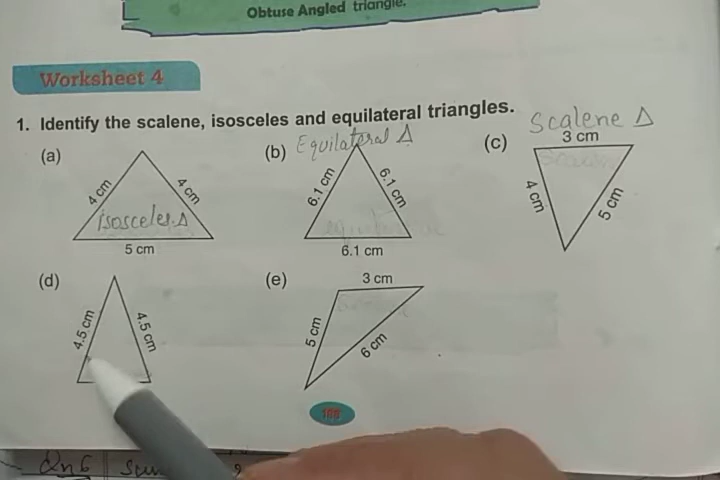 Obtuse Angled triangle.
Worksheet 4
1. Identify the scalene, isosceles and equilateral triangles.
(a)
4 cm
4 cm
isosceles Δ
5 cm
(b) Equilateral Δ
6.1 cm
6.1 cm
6.1 cm
(c) Scalene Δ
3 cm
4 cm
5 cm
(d)
4.5 cm
4.5 cm
(e)
3 cm
5 cm
6 cm
Qn 6